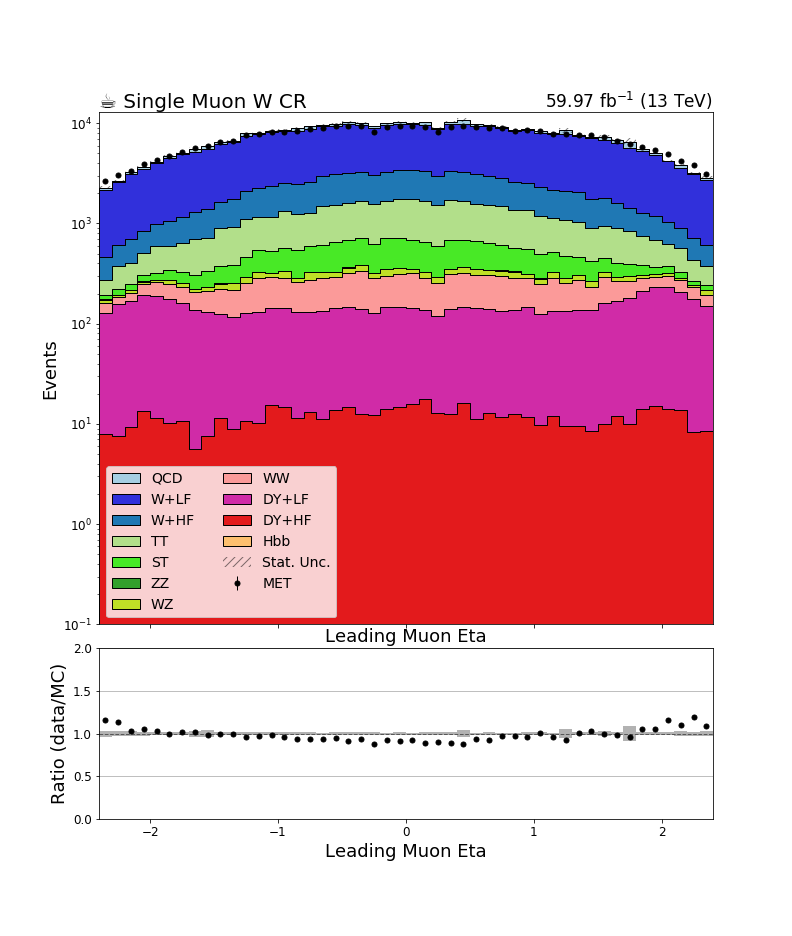 ☕ Single Muon W CR
59.97 fb⁻¹ (13 TeV)
10⁴
10³
10²
10¹
10⁰
10⁻¹
Events
QCD
W+LF
W+HF
TT
ST
ZZ
WZ
WW
DY+LF
DY+HF
Hbb
Stat. Unc.
MET
Leading Muon Eta
2.0
1.5
1.0
0.5
0.0
Ratio (data/MC)
−2 −1 0 1 2
Leading Muon Eta